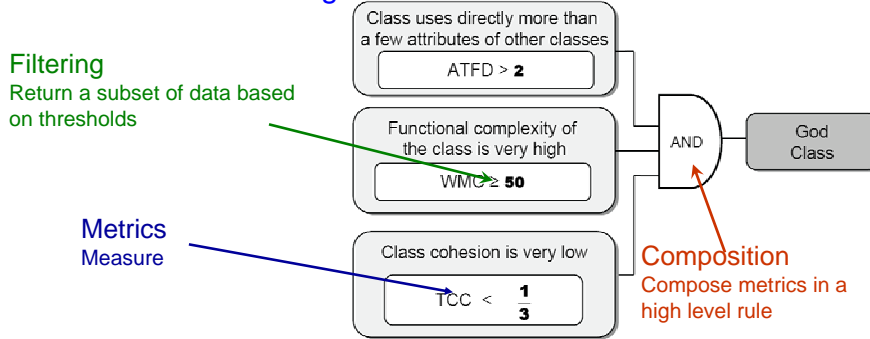 Class uses directly more than
a few attributes of other classes
ATFD > 2
Filtering
Return a subset of data based
on thresholds
Functional complexity of
the class is very high
WMC ≥ 50
AND
God
Class
Metrics
Measure
Class cohesion is very low
TCC < 1/3
Composition
Compose metrics in a
high level rule